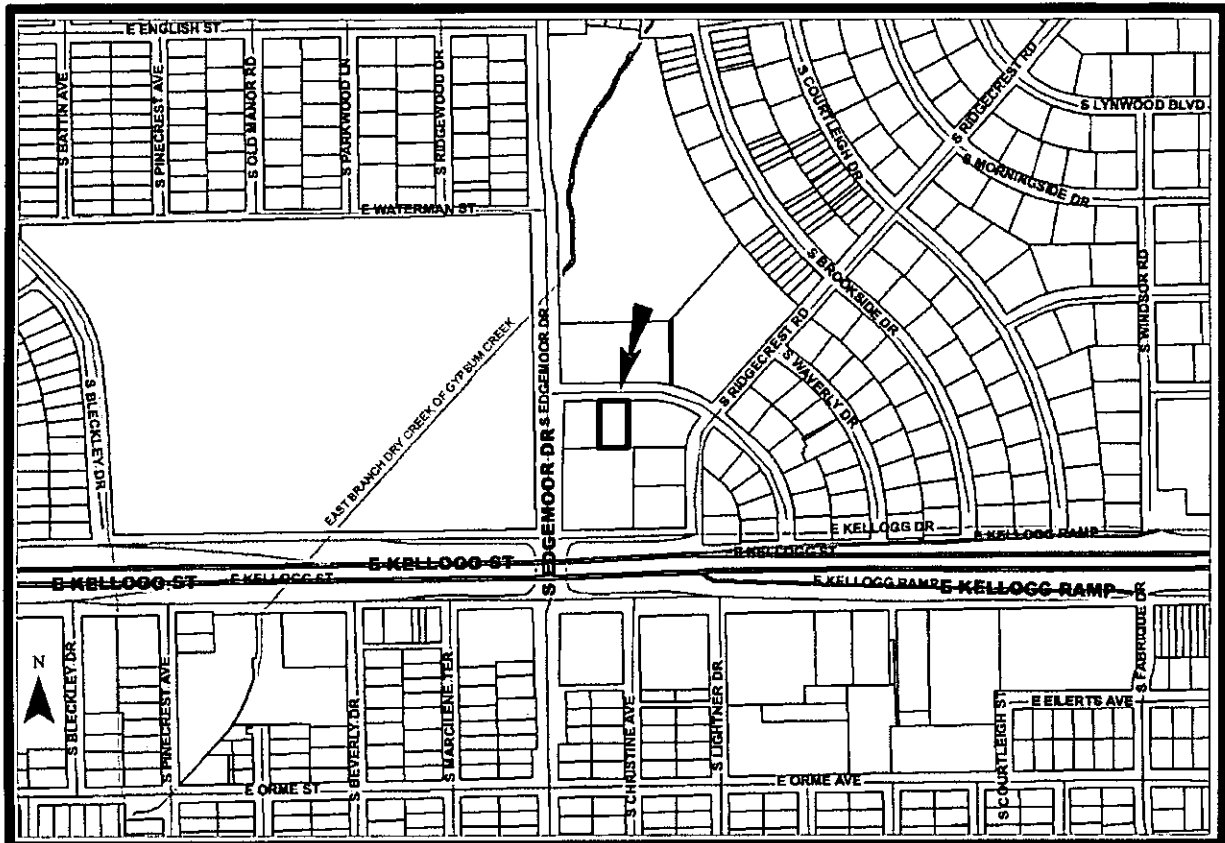 E ENGLISH ST
S BATTIN AVE
S PINECREST AVE
S OLD MANOR RD
S PARKWOOD LN
S RIDGEWOOD DR
S COURTLEIGH DR
S RIDGECREST RD
S LYNWOOD BLVD
S MORNINGSIDE DR
E WATERMAN ST
S BROOKSIDE DR
S WINDSOR RD
S EDGEMOOR DR
EAST BRANCH DRY CREEK OF GYPSUM CREEK
S RIDGECREST RD
S WAVERLY DR
S BLECKLEY DR
S EDGEMOOR DR
E KELLOGG DR
E KELLOGG RAMP
E KELLOGG ST
E KELLOGG ST
E KELLOGG ST
E KELLOGG ST
E KELLOGG RAMP
E KELLOGG RAMP
N
S BLECKLEY DR
S PINECREST AVE
S BEVERLY DR
S MARCILENE TER
S CHRISTINE AVE
S LIGHTNER DR
S COURTLEIGH ST
S FABRIQUE DR
E EILERTS AVE
E ORME ST
E ORME AVE